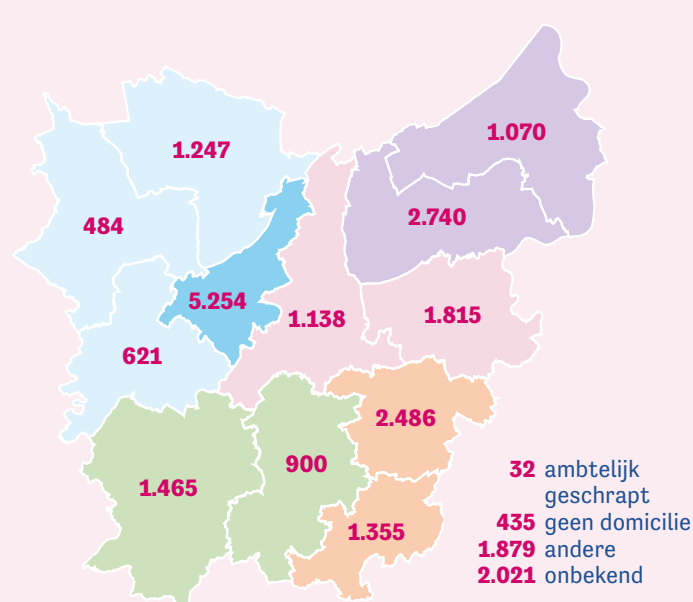 1.070
1.247
2.740
484
5.254
1.138
1.815
621
2.486
900
1.465
1.355
32 ambtelijk
geschrapt
435 geen domicilie
1.879 andere
2.021 onbekend